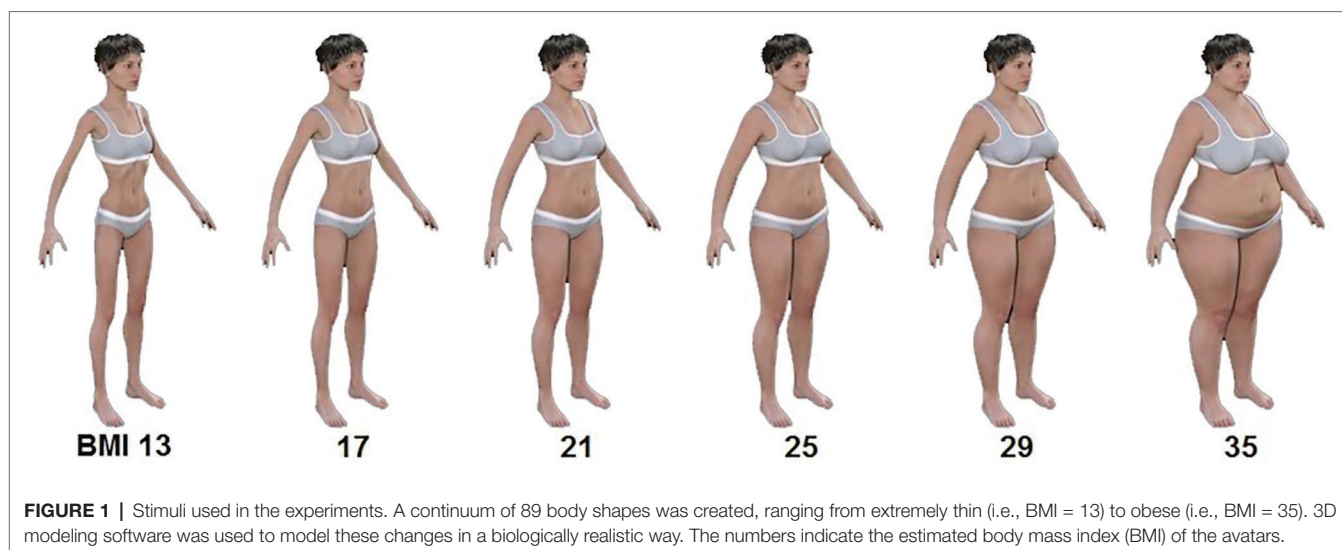 BMI 13 17 21 25 29 35
FIGURE 1 | Stimuli used in the experiments. A continuum of 89 body shapes was created, ranging from extremely thin (i.e., BMI = 13) to obese (i.e., BMI = 35). 3D
modeling software was used to model these changes in a biologically realistic way. The numbers indicate the estimated body mass index (BMI) of the avatars.